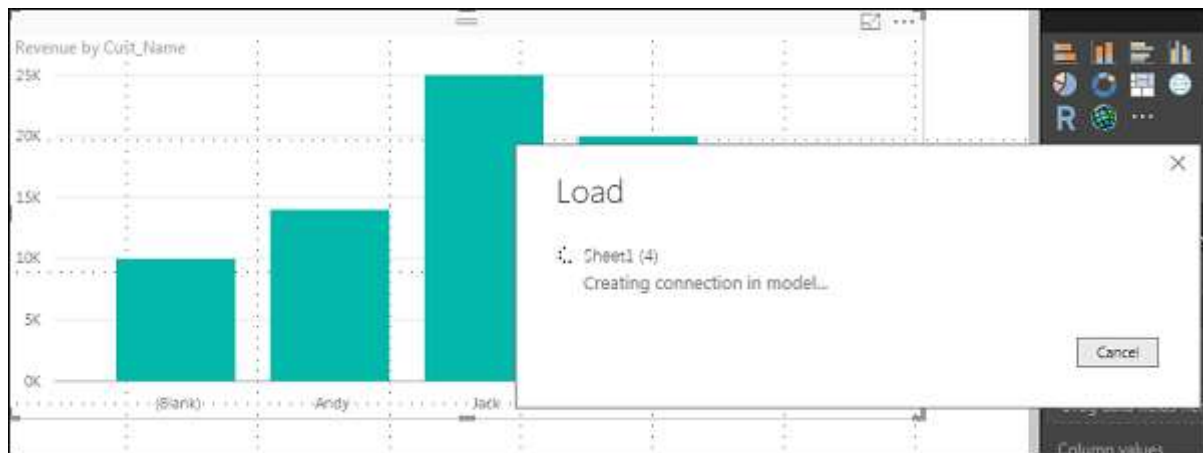 Revenue by Cust_Name
25K
20K
15K
10K
5K
0K
(Blank)
Andy
Jack
Load
Sheet1 (4)
Creating connection in model...
Cancel
R
Column values